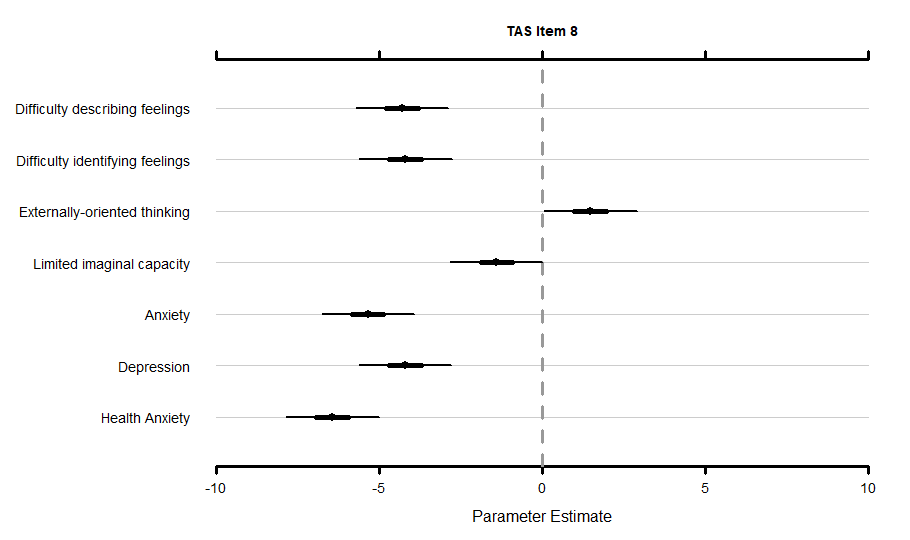 TAS Item 8
Difficulty describing feelings
Difficulty identifying feelings
Externally-oriented thinking
Limited imaginal capacity
Anxiety
Depression
Health Anxiety
-10 -5 0 5 10
Parameter Estimate